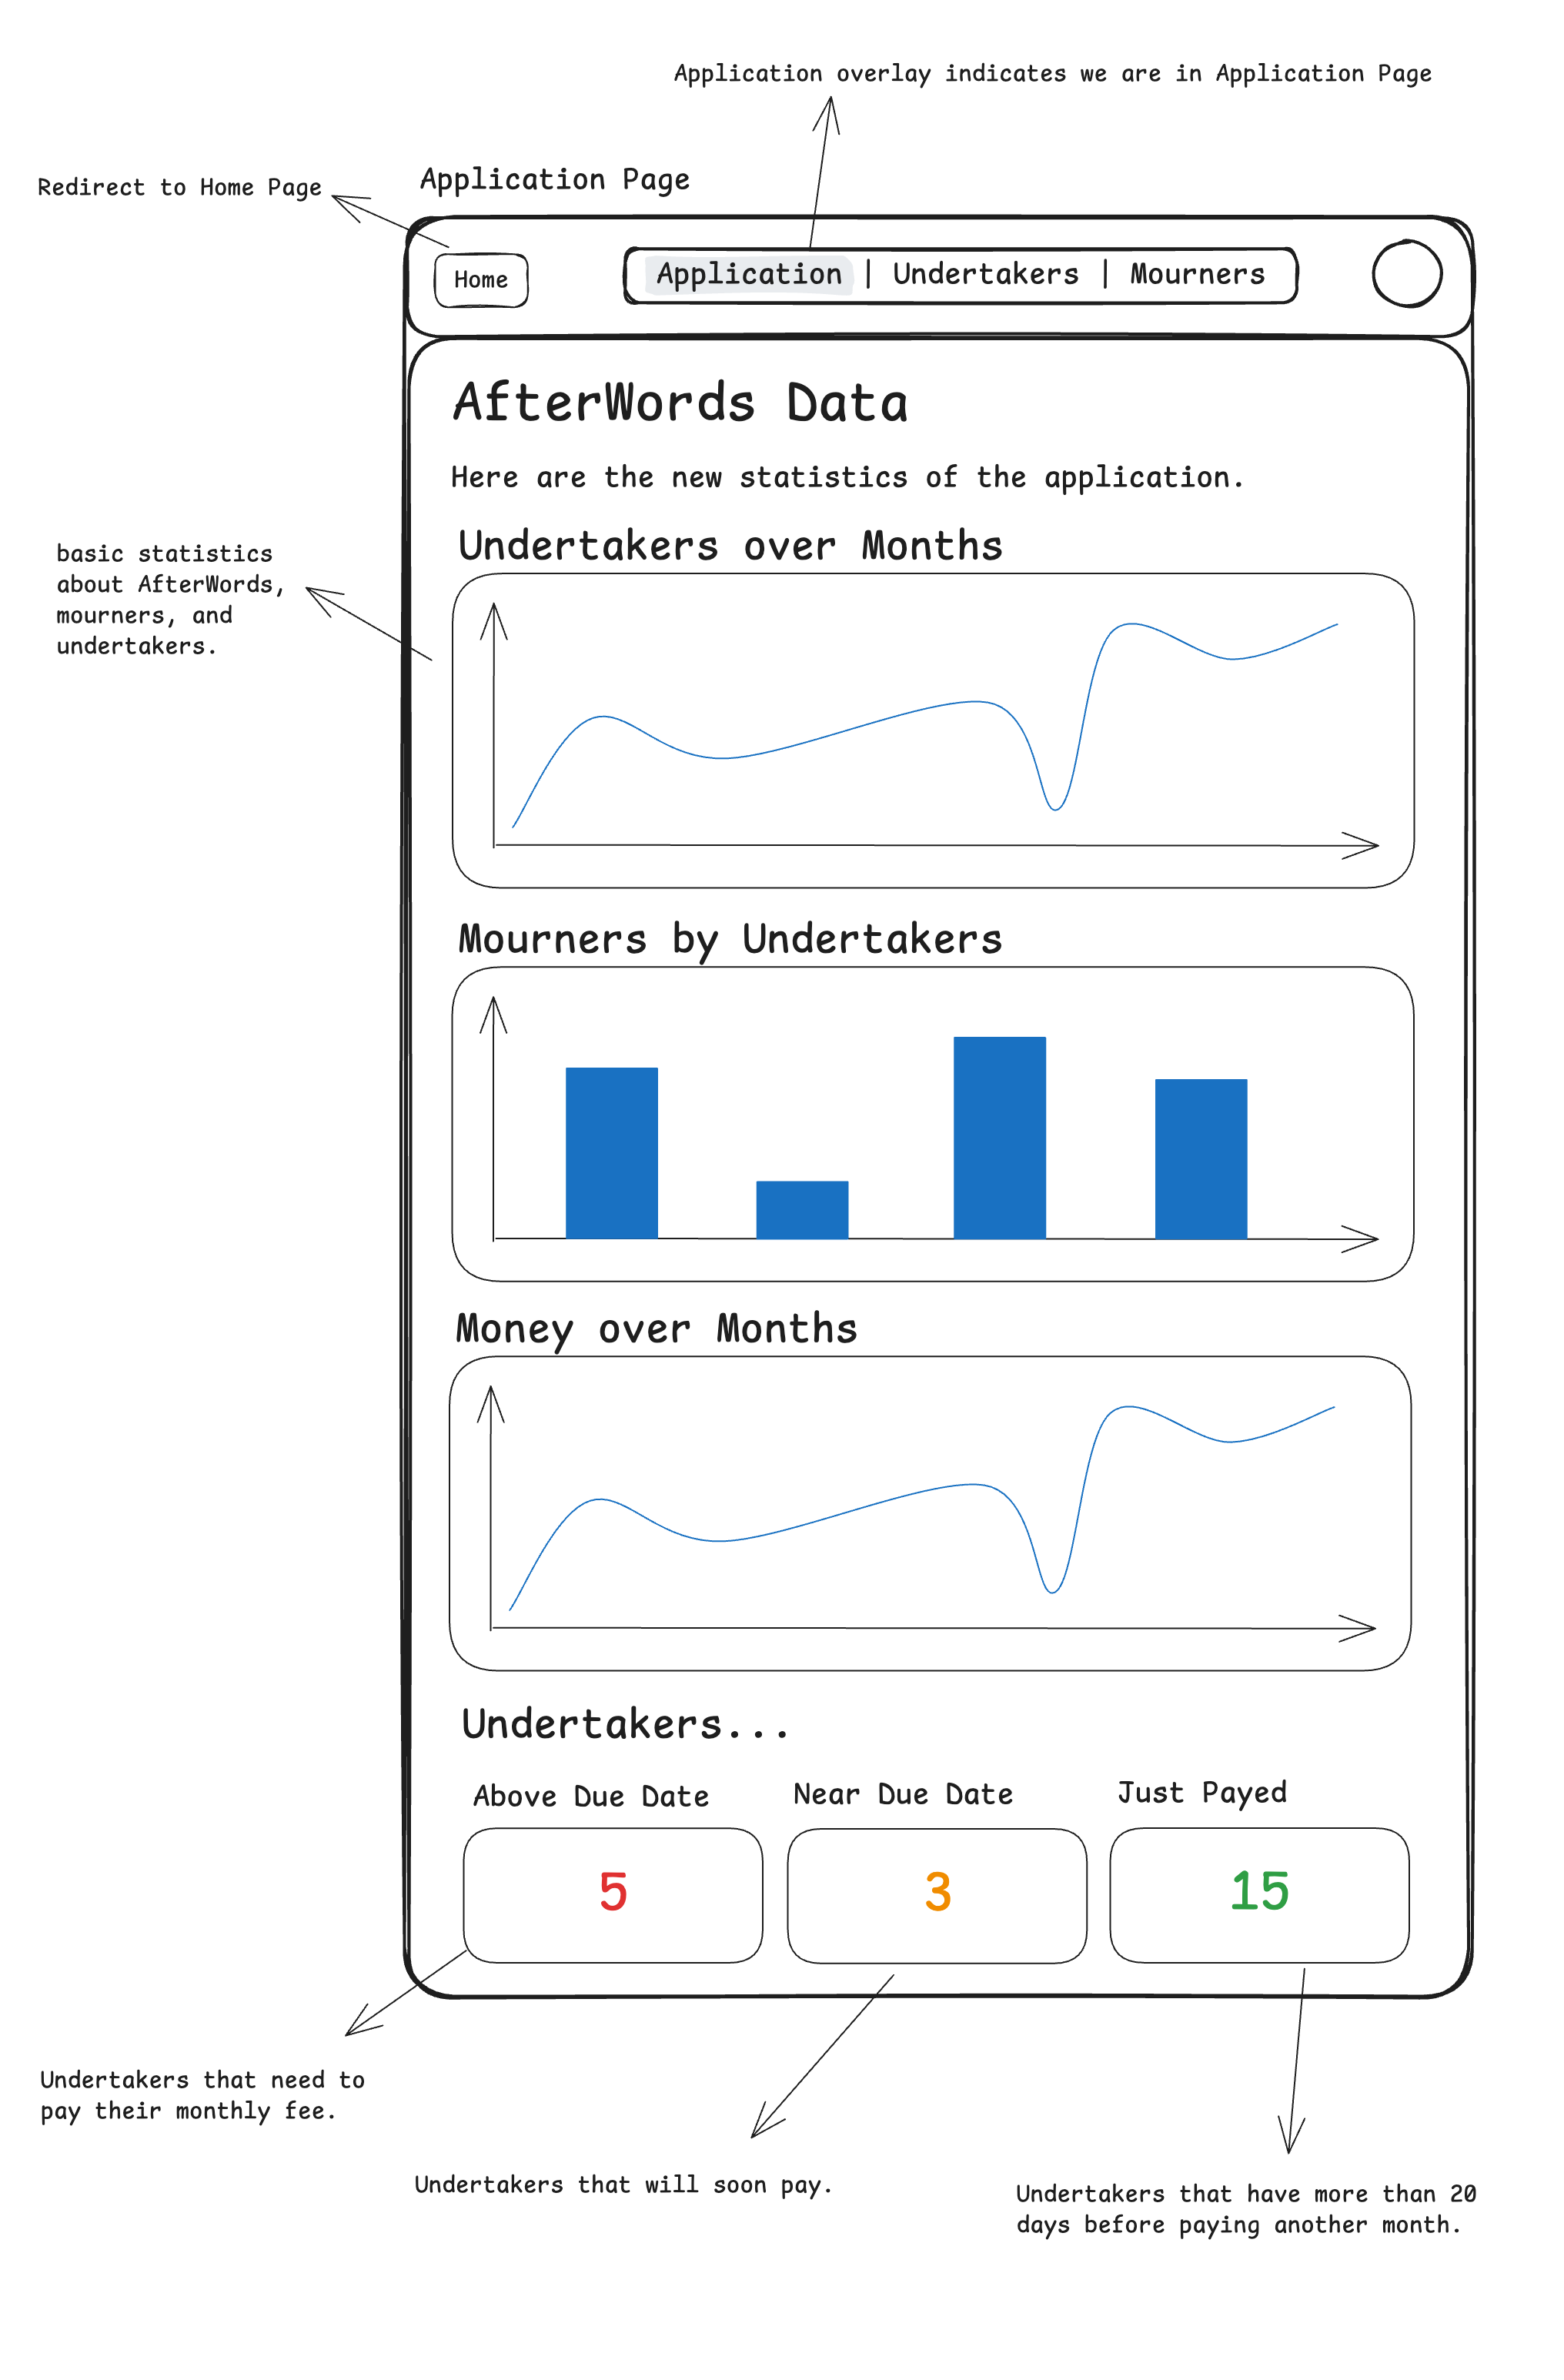 Application overlay indicates we are in Application Page
Redirect to Home Page
Application Page
Home
Application | Undertakers | Mourners
AfterWords Data
Here are the new statistics of the application.
basic statistics
about AfterWords,
mourners, and
undertakers.
Undertakers over Months
Mourners by Undertakers
Money over Months
Undertakers...
Above Due Date
Near Due Date
Just Payed
5
3
15
Undertakers that need to
pay their monthly fee.
Undertakers that will soon pay.
Undertakers that have more than 20
days before paying another month.